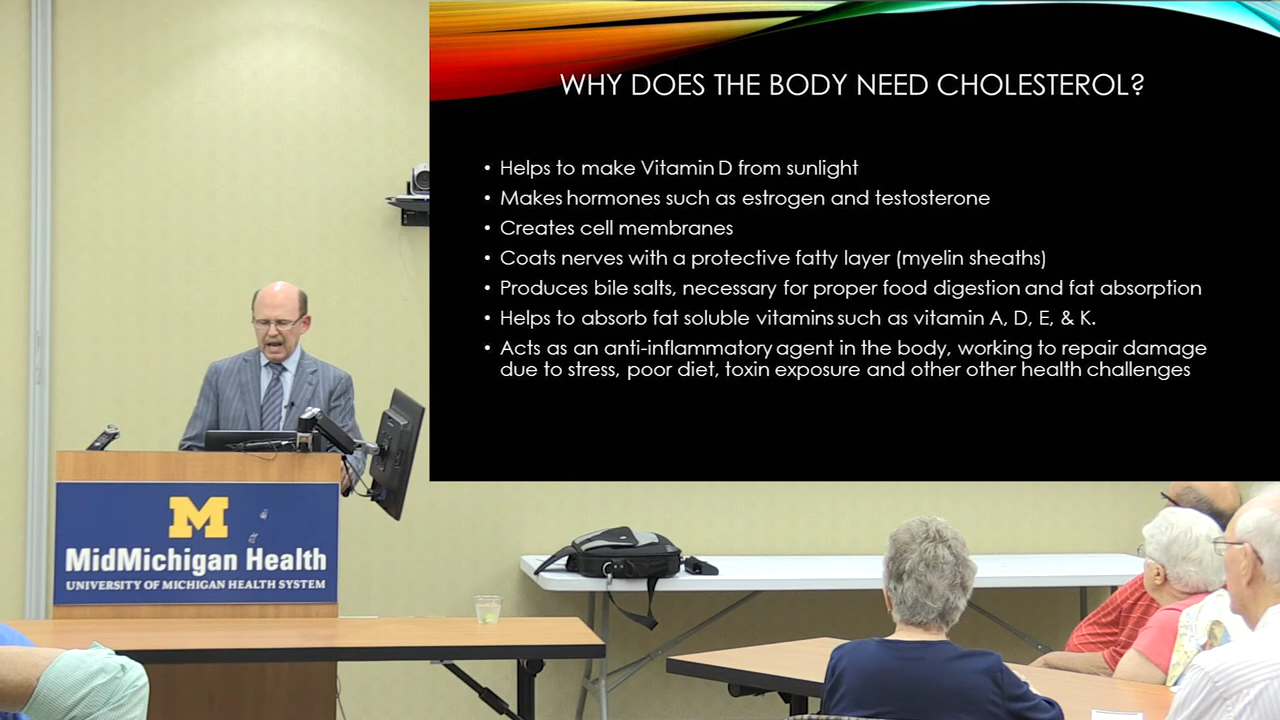 WHY DOES THE BODY NEED CHOLESTEROL?
• Helps to make Vitamin D from sunlight
• Makes hormones such as estrogen and testosterone
• Creates cell membranes
• Coats nerves with a protective fatty layer (myelin sheaths)
• Produces bile salts, necessary for proper food digestion and fat absorption
• Helps to absorb fat soluble vitamins such as vitamin A, D, E, & K.
• Acts as an anti-inflammatory agent in the body, working to repair damage
due to stress, poor diet, toxin exposure and other other health challenges
M
MidMichigan Health
UNIVERSITY OF MICHIGAN HEALTH SYSTEM